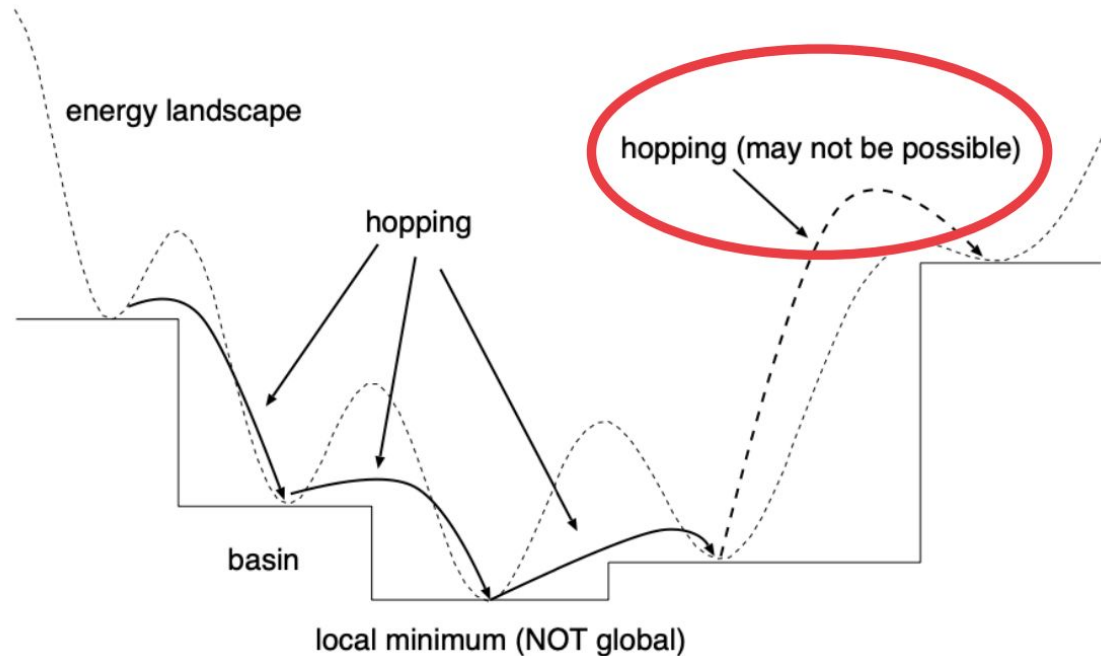 energy landscape
hopping (may not be possible)
hopping
basin
local minimum (NOT global)